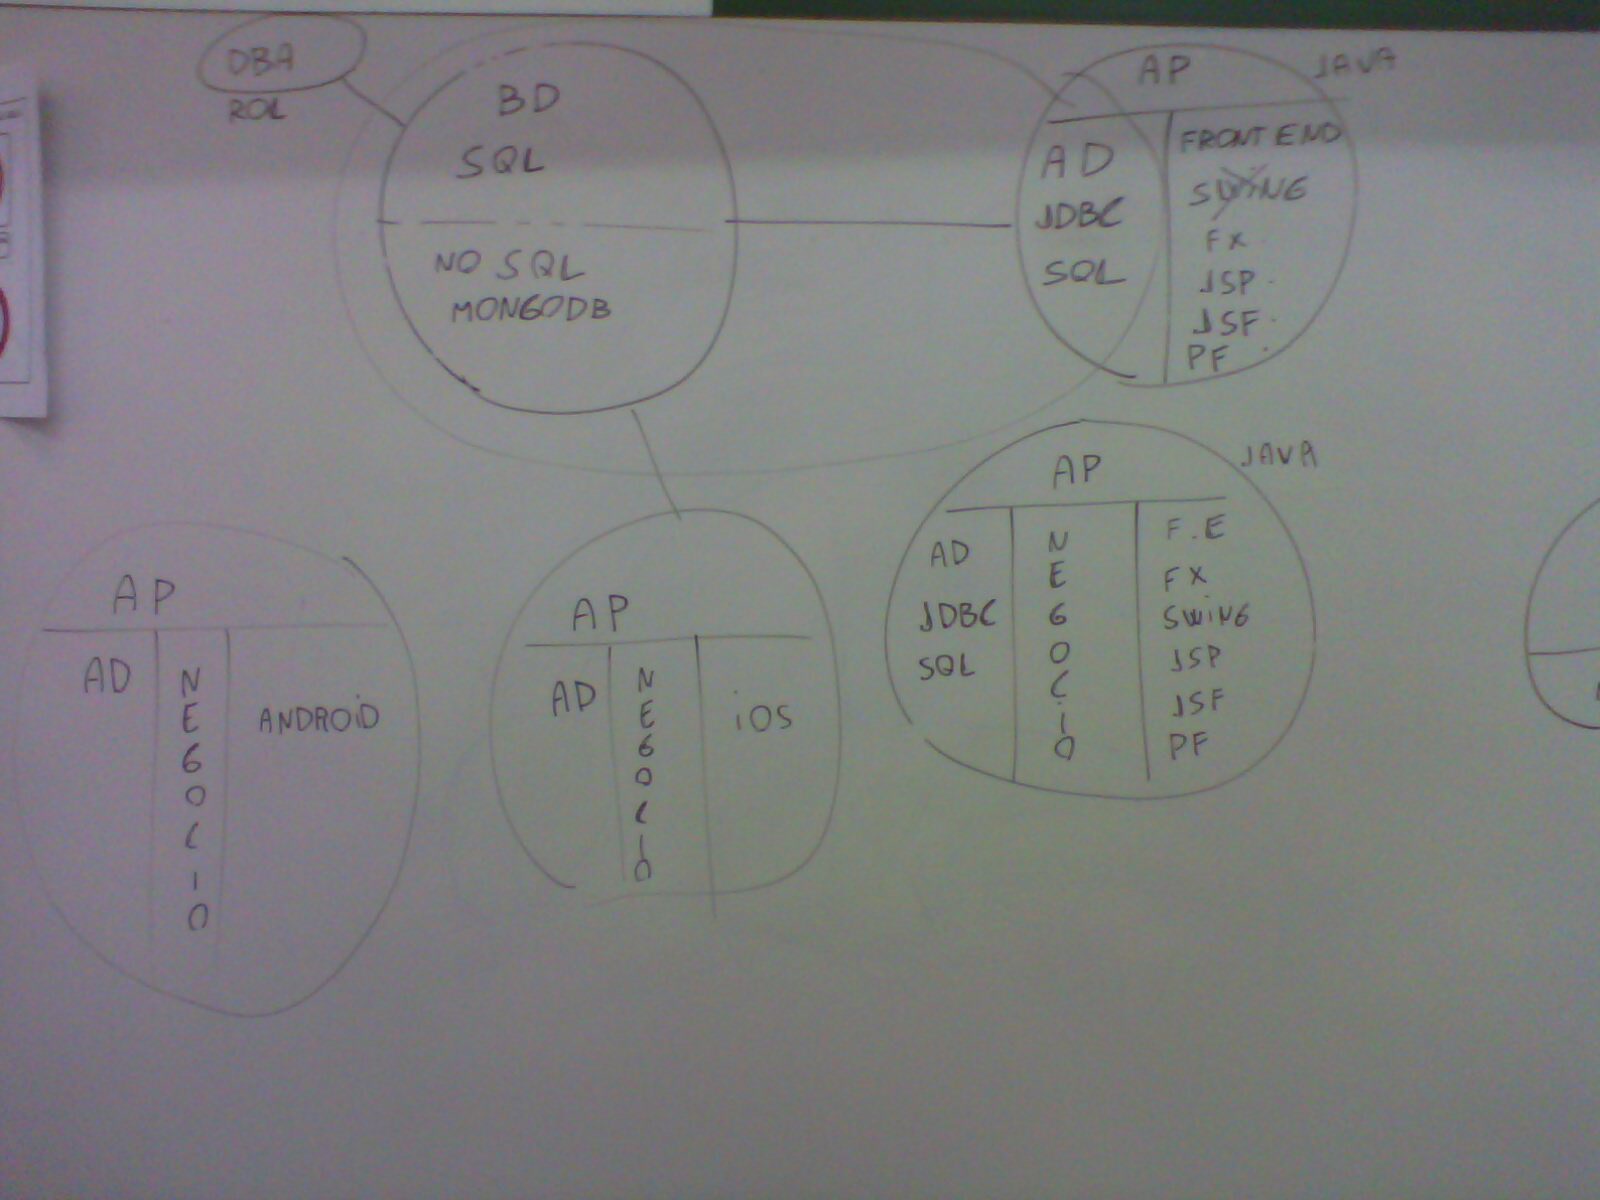 DBA
ROL
BD
SQL
NO SQL
MONGODB
AP
JAVA
AD
JDBC
SQL
FRONT END
SWING
FX
JSP
JSF
PF
AP
JAVA
AD
JDBC
SQL
NEGOCIO
F.E
FX
SWING
JSP
JSF
PF
AP
AD
NEGOCIO
ANDROID
AP
AD
NEGOCIO
iOS